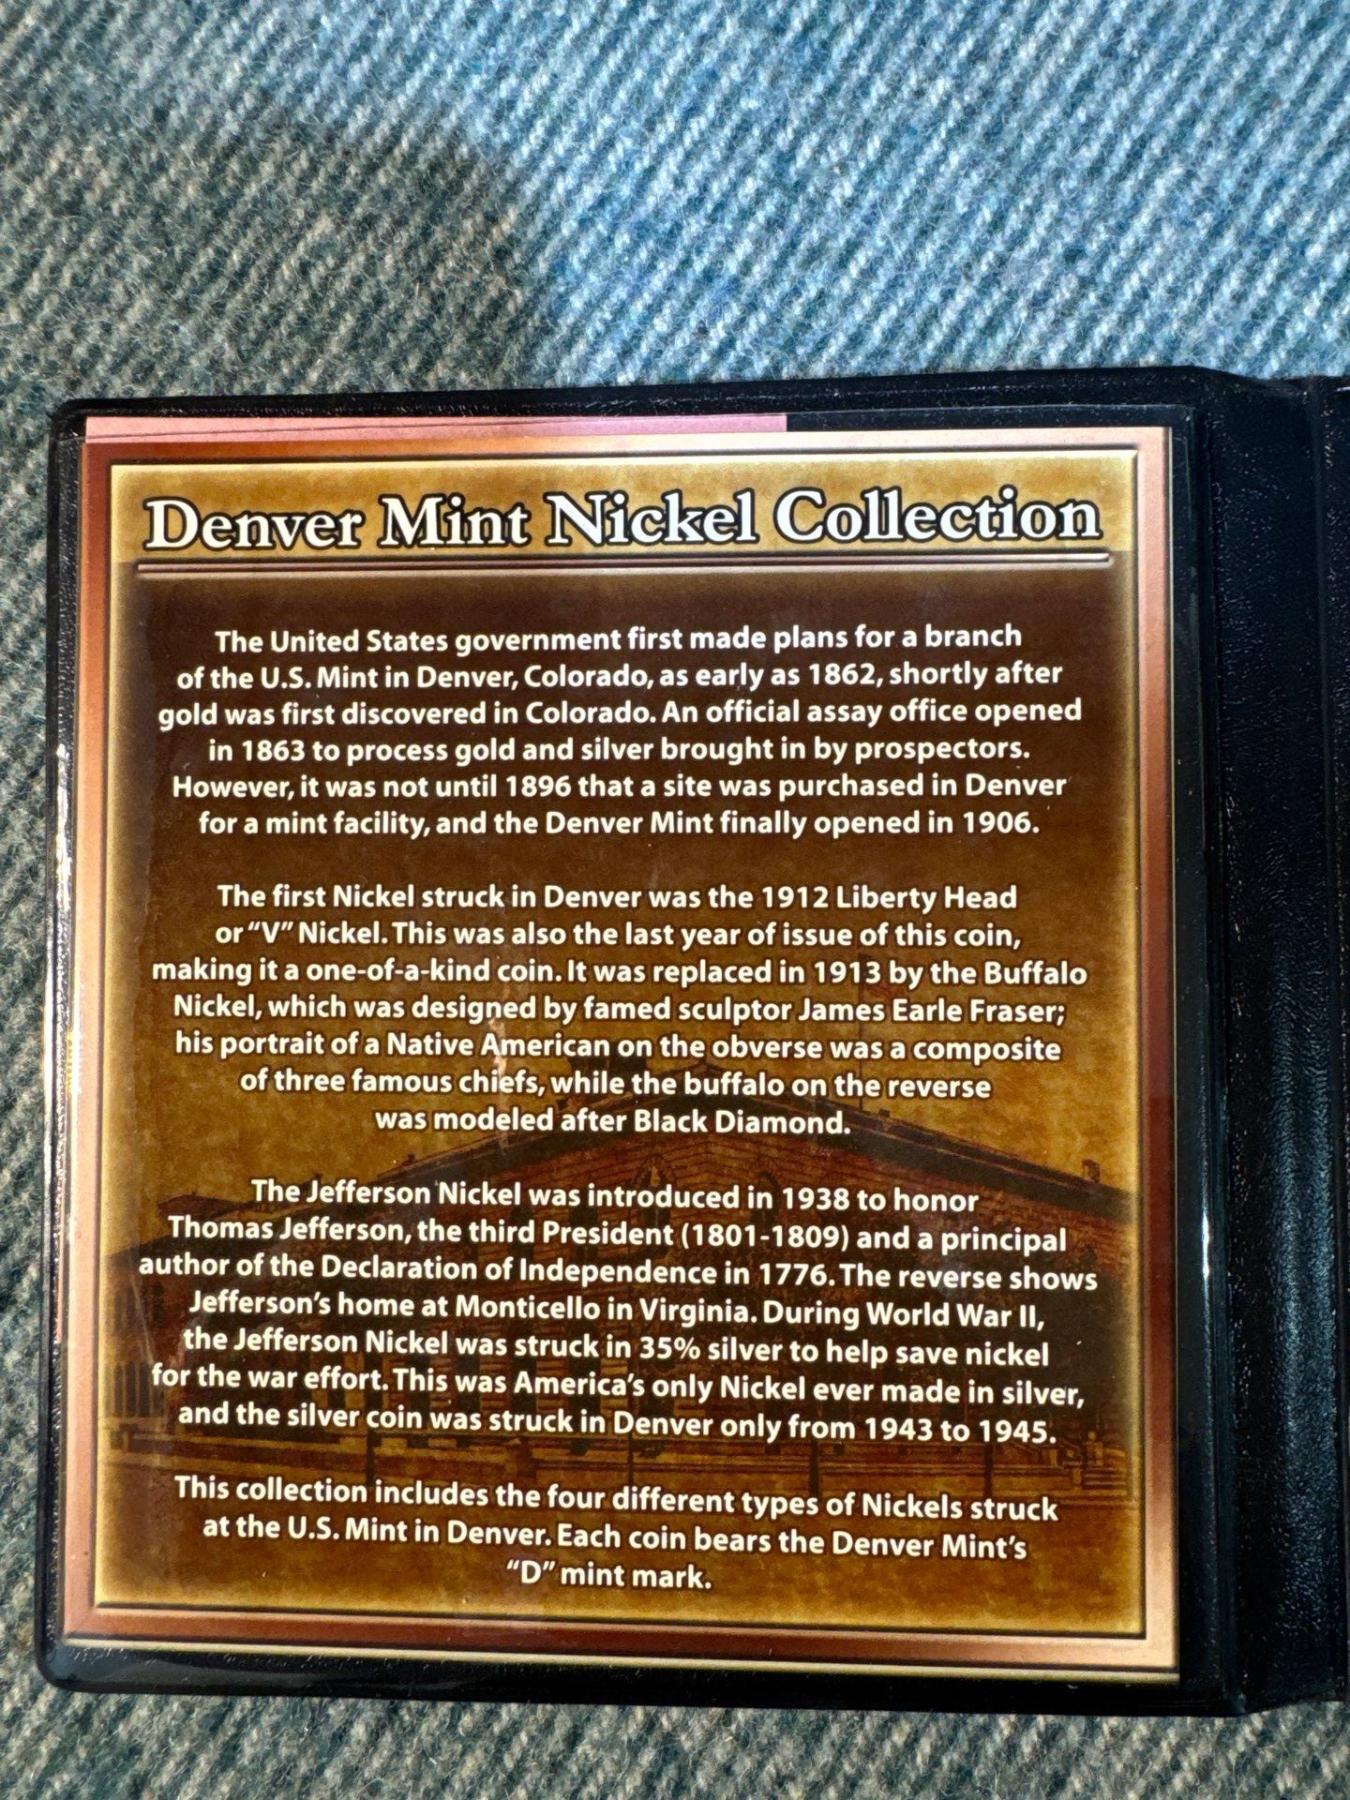 Denver Mint Nickel Collection
The United States government first made plans for a branch
of the U.S. Mint in Denver, Colorado, as early as 1862, shortly after
gold was first discovered in Colorado. An official assay office opened
in 1863 to process gold and silver brought in by prospectors.
However, it was not until 1896 that a site was purchased in Denver
for a mint facility, and the Denver Mint finally opened in 1906.
The first Nickel struck in Denver was the 1912 Liberty Head
or “V” Nickel. This was also the last year of issue of this coin,
making it a one-of-a-kind coin. It was replaced in 1913 by the Buffalo
Nickel, which was designed by famed sculptor James Earle Fraser;
his portrait of a Native American on the obverse was a composite
of three famous chiefs, while the buffalo on the reverse
was modeled after Black Diamond.
The Jefferson Nickel was introduced in 1938 to honor
Thomas Jefferson, the third President (1801-1809) and a principal
author of the Declaration of Independence in 1776. The reverse shows
Jefferson’s home at Monticello in Virginia. During World War II,
the Jefferson Nickel was struck in 35% silver to help save nickel
for the war effort. This was America’s only Nickel ever made in silver,
and the silver coin was struck in Denver only from 1943 to 1945.
This collection includes the four different types of Nickels struck
at the U.S. Mint in Denver. Each coin bears the Denver Mint’s
“D” mint mark.